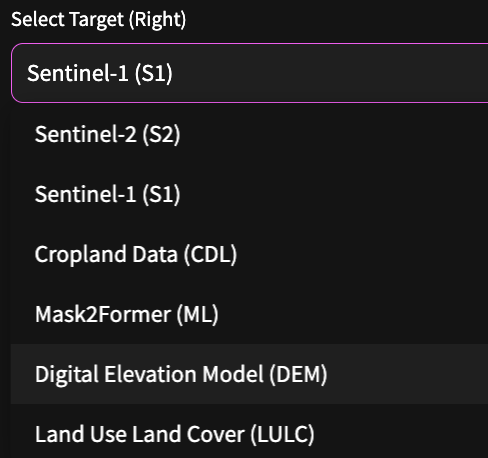 Select Target (Right)
Sentinel-1 (S1)
Sentinel-2 (S2)
Sentinel-1 (S1)
Cropland Data (CDL)
Mask2Former (ML)
Digital Elevation Model (DEM)
Land Use Land Cover (LULC)